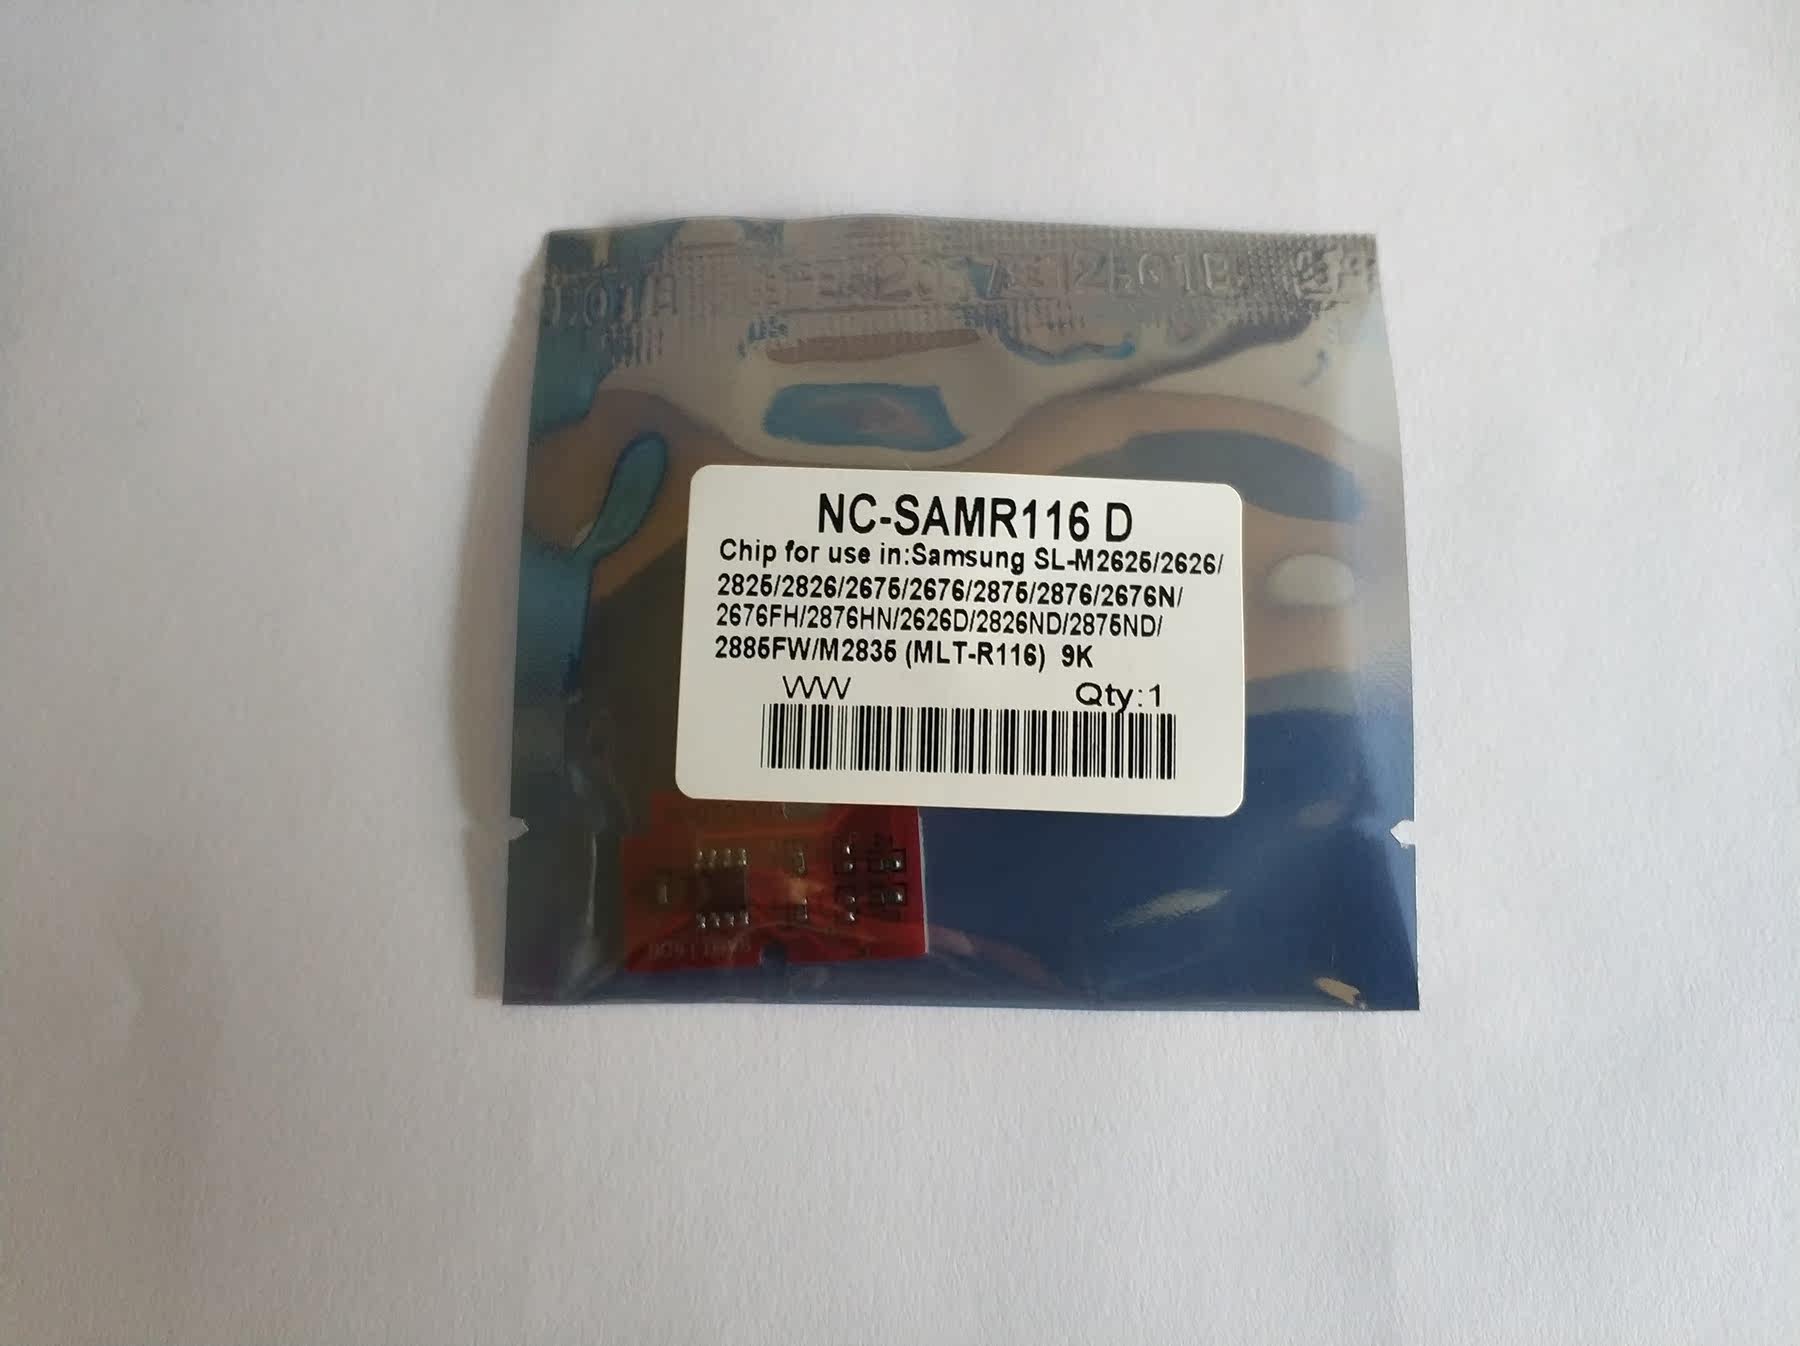 NC-SAMR116 D
Chip for use in:Samsung SL-M2625/2626/
2825/2826/2675/2676/2875/2876/2676N/
2676FH/2876HN/2626D/2826ND/2875ND/
2885FW/M2835 (MLT-R116) 9K
WW Qty:1